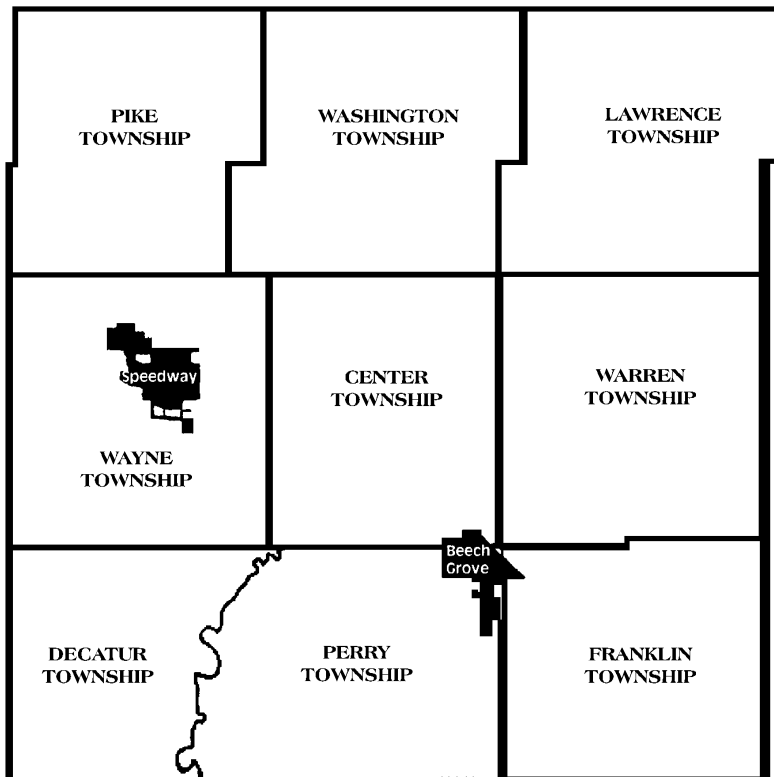 PIKE
TOWNSHIP
WASHINGTON
TOWNSHIP
LAWRENCE
TOWNSHIP
Speedway
WAYNE
TOWNSHIP
CENTER
TOWNSHIP
WARREN
TOWNSHIP
Beech
Grove
DECATUR
TOWNSHIP
PERRY
TOWNSHIP
FRANKLIN
TOWNSHIP